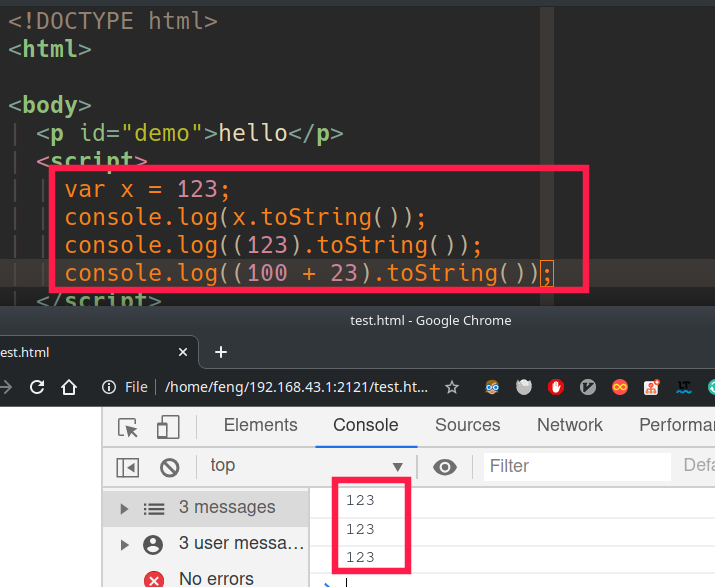 <!DOCTYPE html>
<html>
<body>
<p id="demo">hello</p>
<script>
var x = 123;
console.log(x.toString());
console.log((123).toString());
console.log((100 + 23).toString());
</script>
test.html - Google Chrome
est.html
File /home/feng/192.168.43.1:2121/test.ht...
Elements Console Sources Network Performa
top Filter Defa
3 messages
3 user messa...
No errors
123
123
123